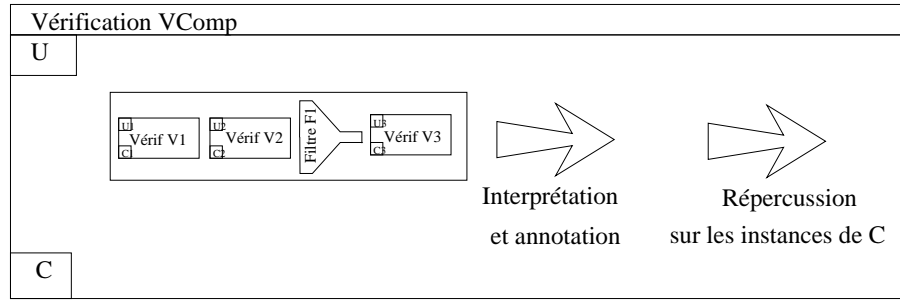 Vérification VComp
U
U1
Vérif V1
C1
U2
Vérif V2
C2
Filtre F1
U3
Vérif V3
C3
Interprétation
et annotation
Répercussion
sur les instances de C
C